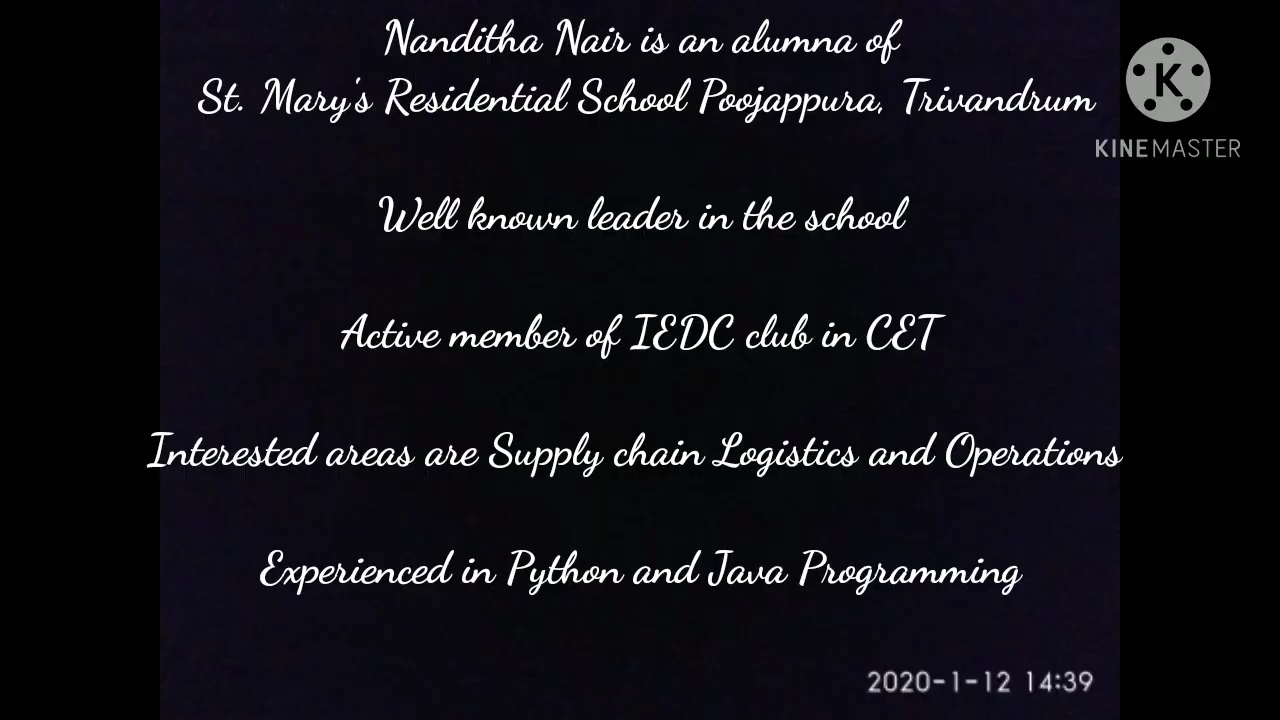 Nanditha Nair is an alumna of
St. Mary's Residential School Poojappura, Trivandrum
K
KINEMASTER
Well known leader in the school
Active member of IEDC club in CET
Interested areas are Supply chain Logistics and Operations
Experienced in Python and Java Programming
2020-1-12 14:39